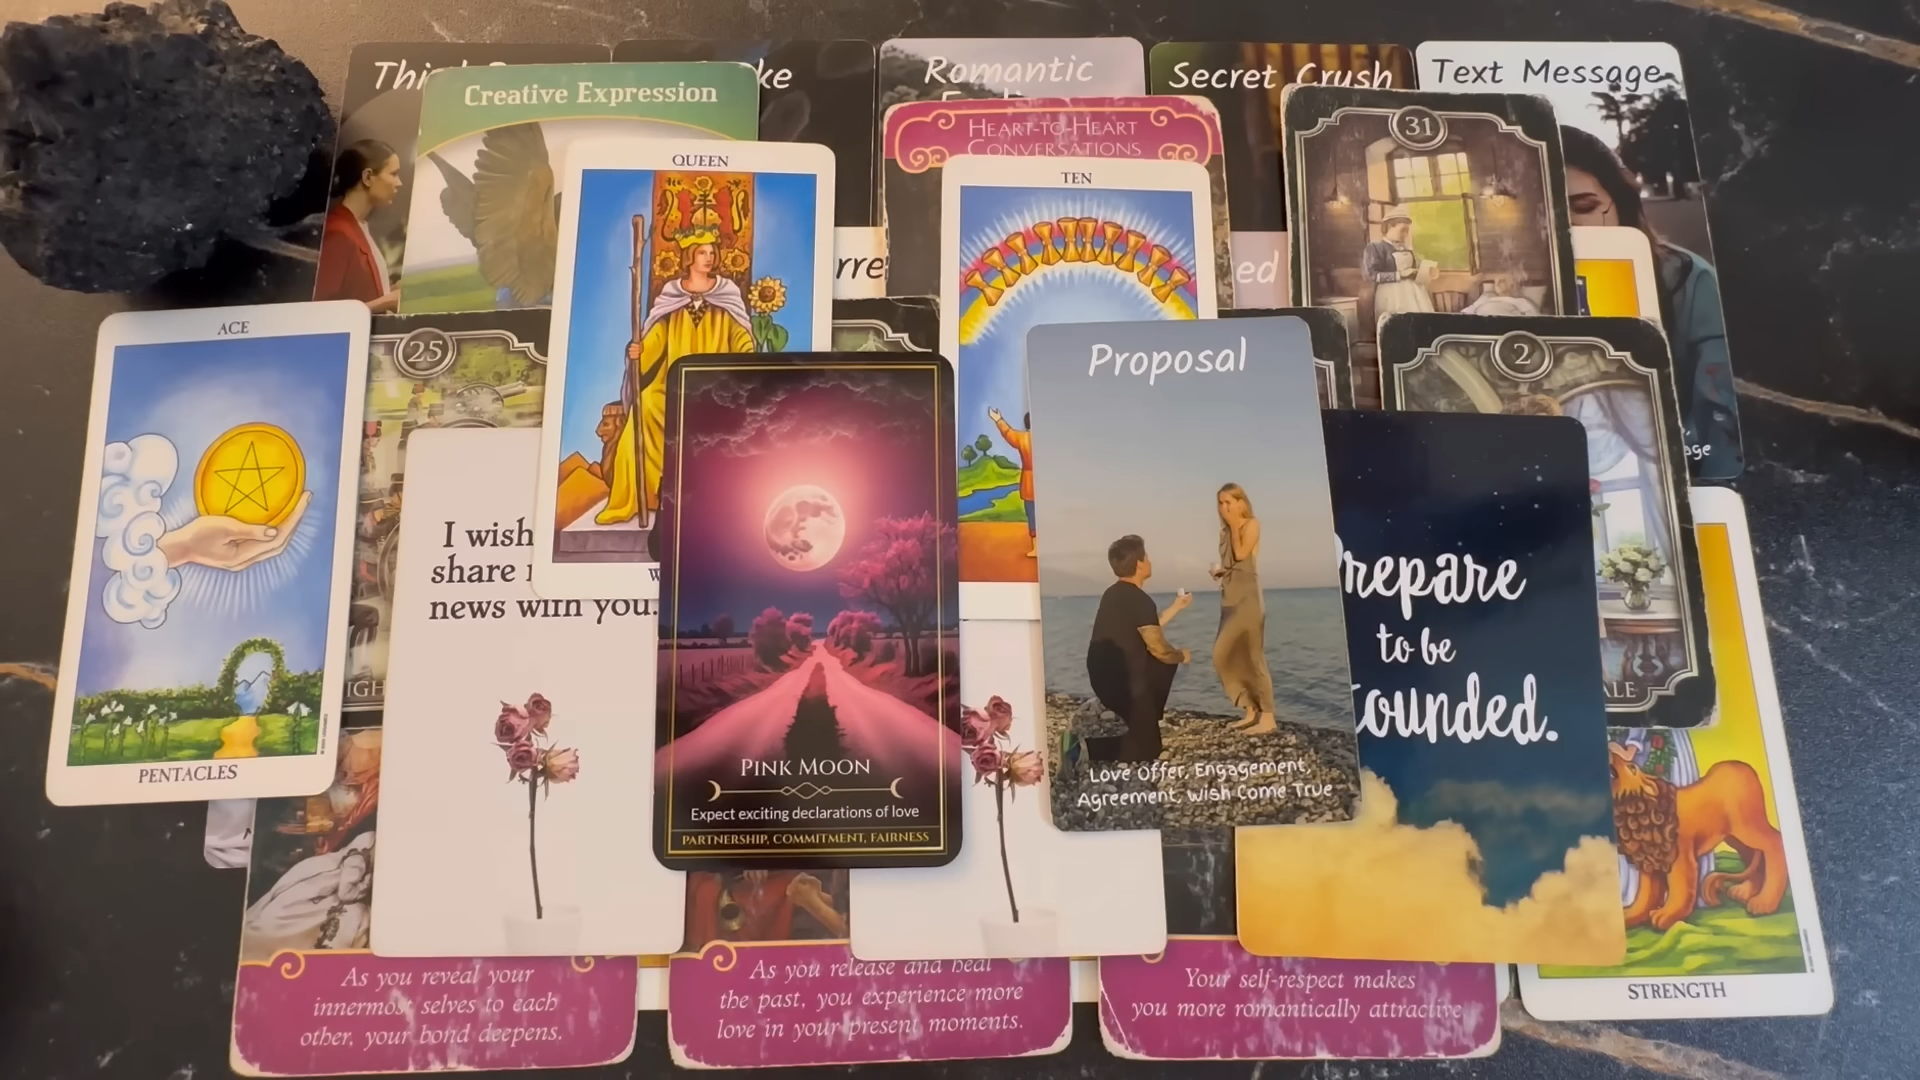 Romantic
Secret Crush
Text Message
Creative Expression
HEART-TO-HEART
CONVERSATIONS
31
QUEEN
TEN
ACE
25
2
Proposal
PENTACLES
I wish
share
news with you.
Prepare
to be
PINK MOON
Expect exciting declarations of love
PARTNERSHIP, COMMITMENT, FAIRNESS
Love Offer, Engagement,
Agreement, Wish Come True
As you reveal your
innermost selves to each
other, your bond deepens.
As you release and heal
the past, you experience more
love in your present moments.
Your self-respect makes
you more romantically attractive
STRENGTH